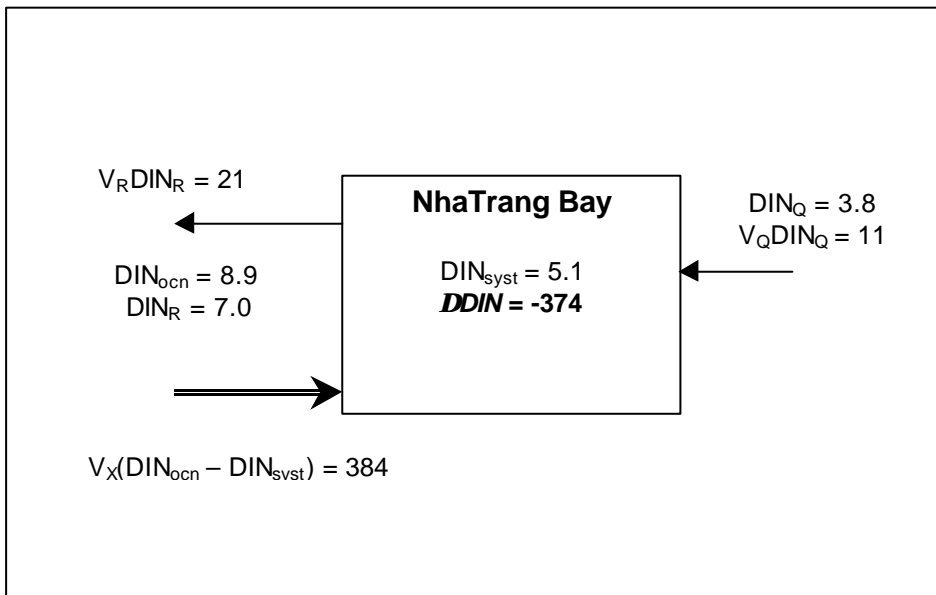 V_RDIN_R = 21
DIN_ocn = 8.9
DIN_R = 7.0
V_X(DIN_ocn – DIN_syst) = 384
NhaTrang Bay
DIN_syst = 5.1
DDIN = -374
DIN_Q = 3.8
V_QDIN_Q = 11